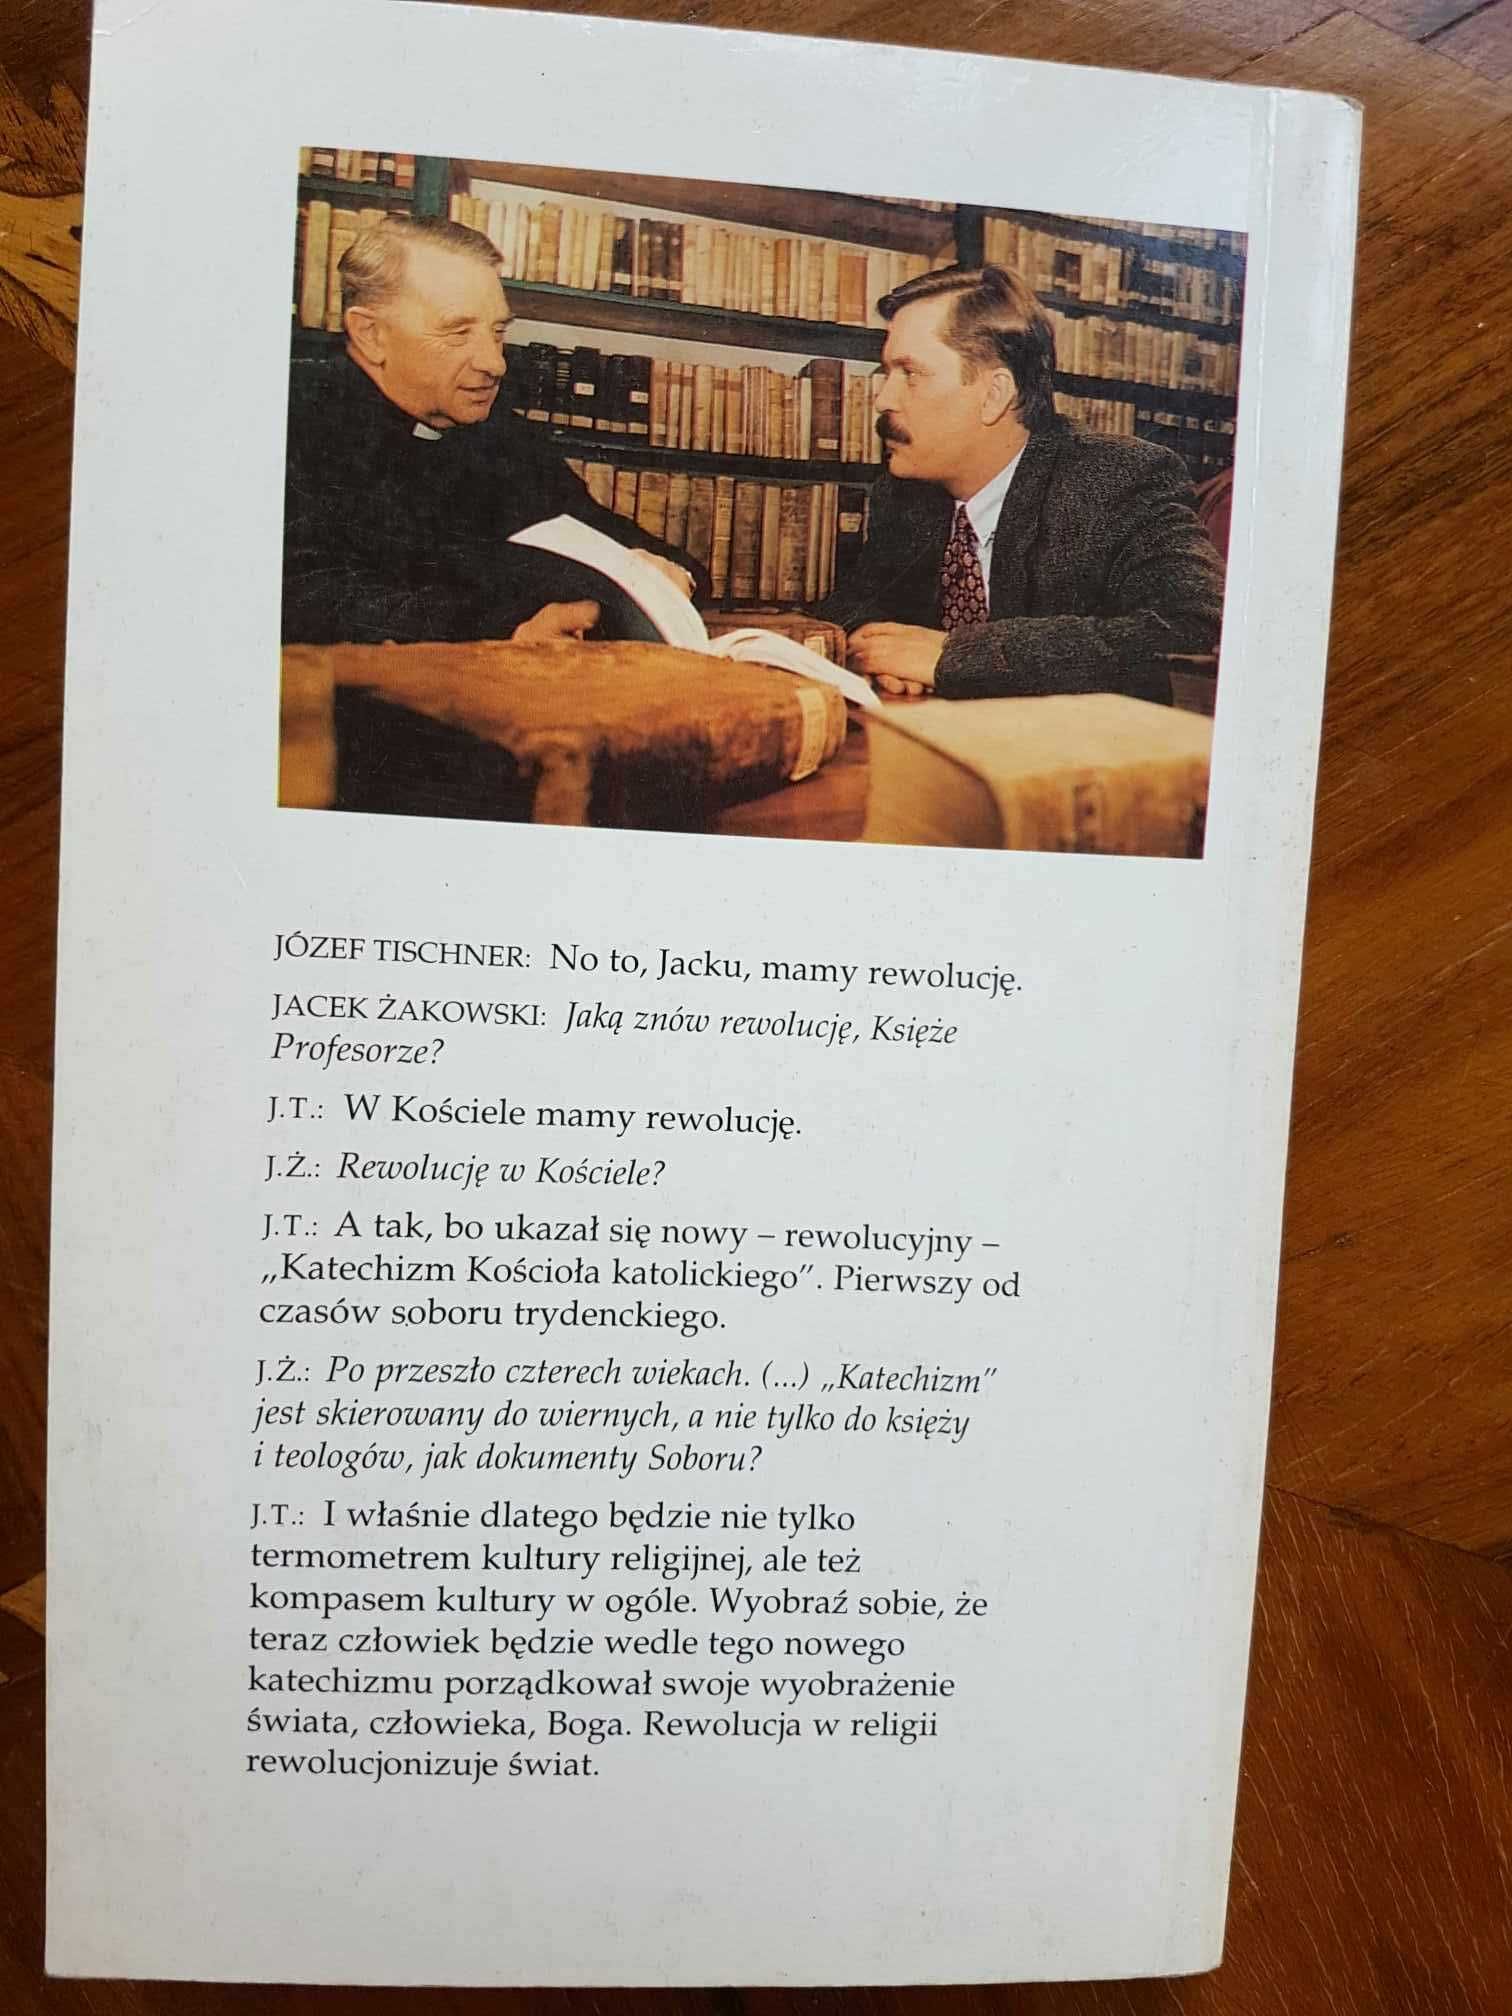 JÓZEF TISCHNER: No to, Jacku, mamy rewolucję.
JACEK ŻAKOWSKI: Jaką znów rewolucję, Księże
Profesorze?
J.T.: W Kościele mamy rewolucję.
J.Ż.: Rewolucję w Kościele?
J.T.: A tak, bo ukazał się nowy – rewolucyjny –
„Katechizm Kościoła katolickiego". Pierwszy od
czasów soboru trydenckiego.
J.Ż.: Po przeszło czterech wiekach. (...) „Katechizm"
jest skierowany do wiernych, a nie tylko do księży
i teologów, jak dokumenty Soboru?
J.T.: I właśnie dlatego będzie nie tylko
termometrem kultury religijnej, ale też
kompasem kultury w ogóle. Wyobraź sobie, że
teraz człowiek będzie wedle tego nowego
katechizmu porządkował swoje wyobrażenie
świata, człowieka, Boga. Rewolucja w religii
rewolucjonizuje świat.